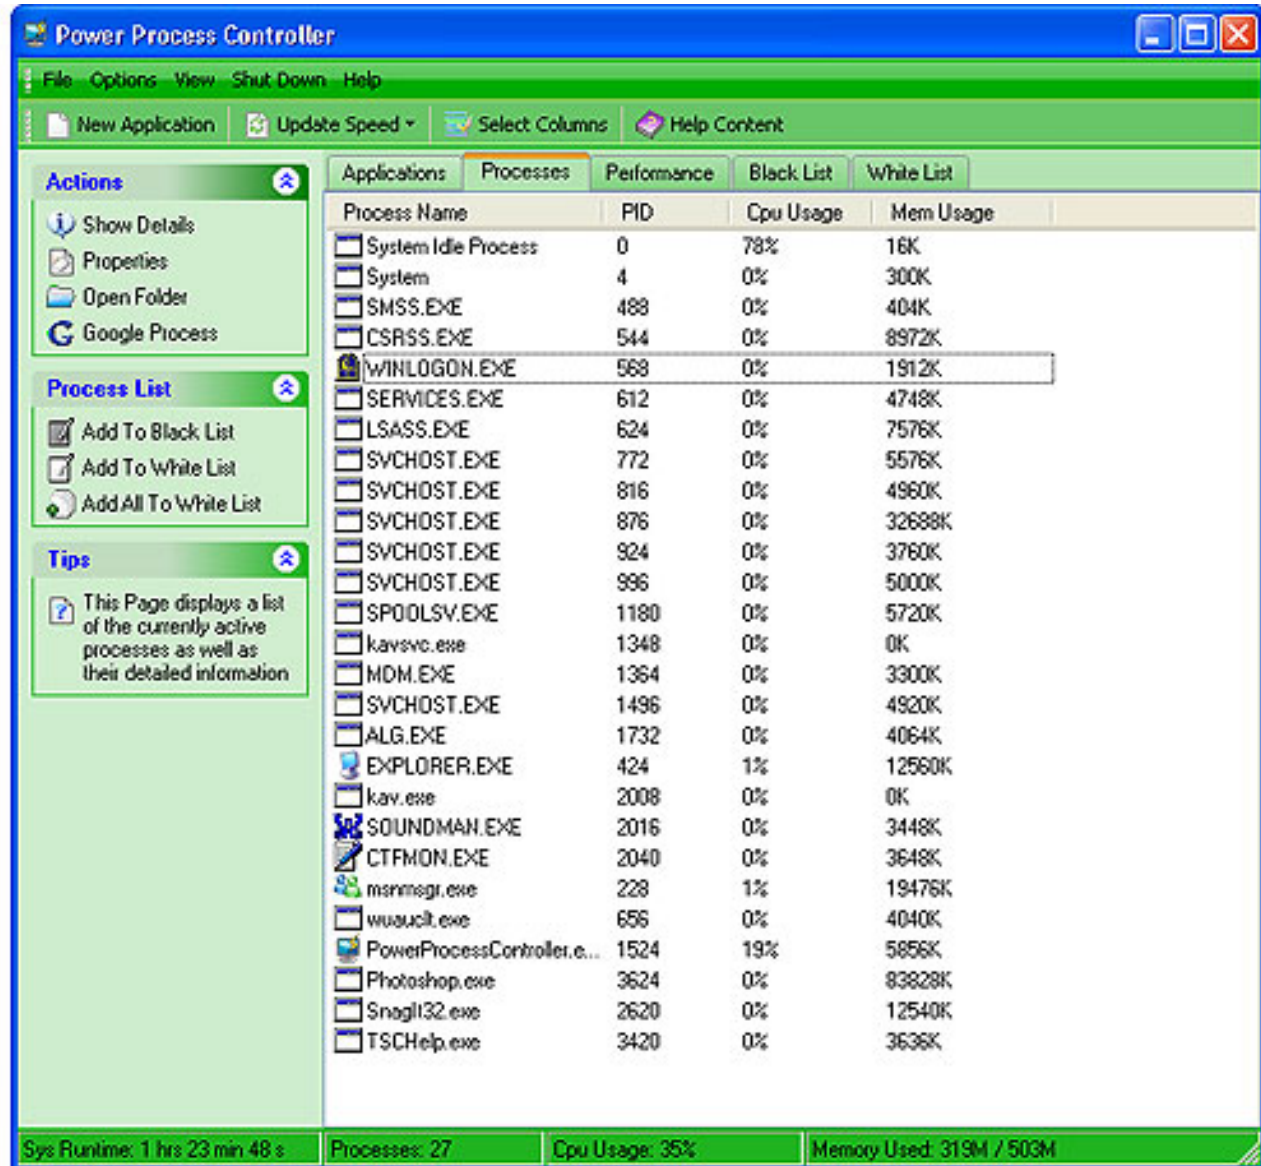 Power Process Controller
File Options View Shut Down Help
New Application Update Speed Select Columns Help Content
Actions
Show Details
Properties
Open Folder
Google Process
Process List
Add To Black List
Add To White List
Add All To White List
Tips
This Page displays a list
of the currently active
processes as well as
their detailed information
Applications Processes Performance Black List White List
Process Name PID Cpu Usage Mem Usage
System Idle Process 0 78% 16K
System 4 0% 300K
SMSS.EXE 488 0% 404K
CSRSS.EXE 544 0% 8972K
WINLOGON.EXE 568 0% 1912K
SERVICES.EXE 612 0% 4748K
LSASS.EXE 624 0% 7576K
SVCHOST.EXE 772 0% 5576K
SVCHOST.EXE 816 0% 4960K
SVCHOST.EXE 876 0% 32688K
SVCHOST.EXE 924 0% 3760K
SVCHOST.EXE 996 0% 5000K
SPOOLSV.EXE 1180 0% 5720K
kavsvc.exe 1348 0% 0K
MDM.EXE 1364 0% 3300K
SVCHOST.EXE 1496 0% 4920K
ALG.EXE 1732 0% 4064K
EXPLORER.EXE 424 1% 12560K
kav.exe 2008 0% 0K
SOUNDMAN.EXE 2016 0% 3448K
CTFMON.EXE 2040 0% 3648K
msnmsgr.exe 228 1% 19476K
wuauclt.exe 656 0% 4040K
PowerProcessController.e... 1524 19% 5856K
Photoshop.exe 3624 0% 83828K
SnagIt32.exe 2620 0% 12540K
TSCHelp.exe 3420 0% 3636K
Sys Runtime: 1 hrs 23 min 48 s Processes: 27 Cpu Usage: 35% Memory Used: 319M / 503M